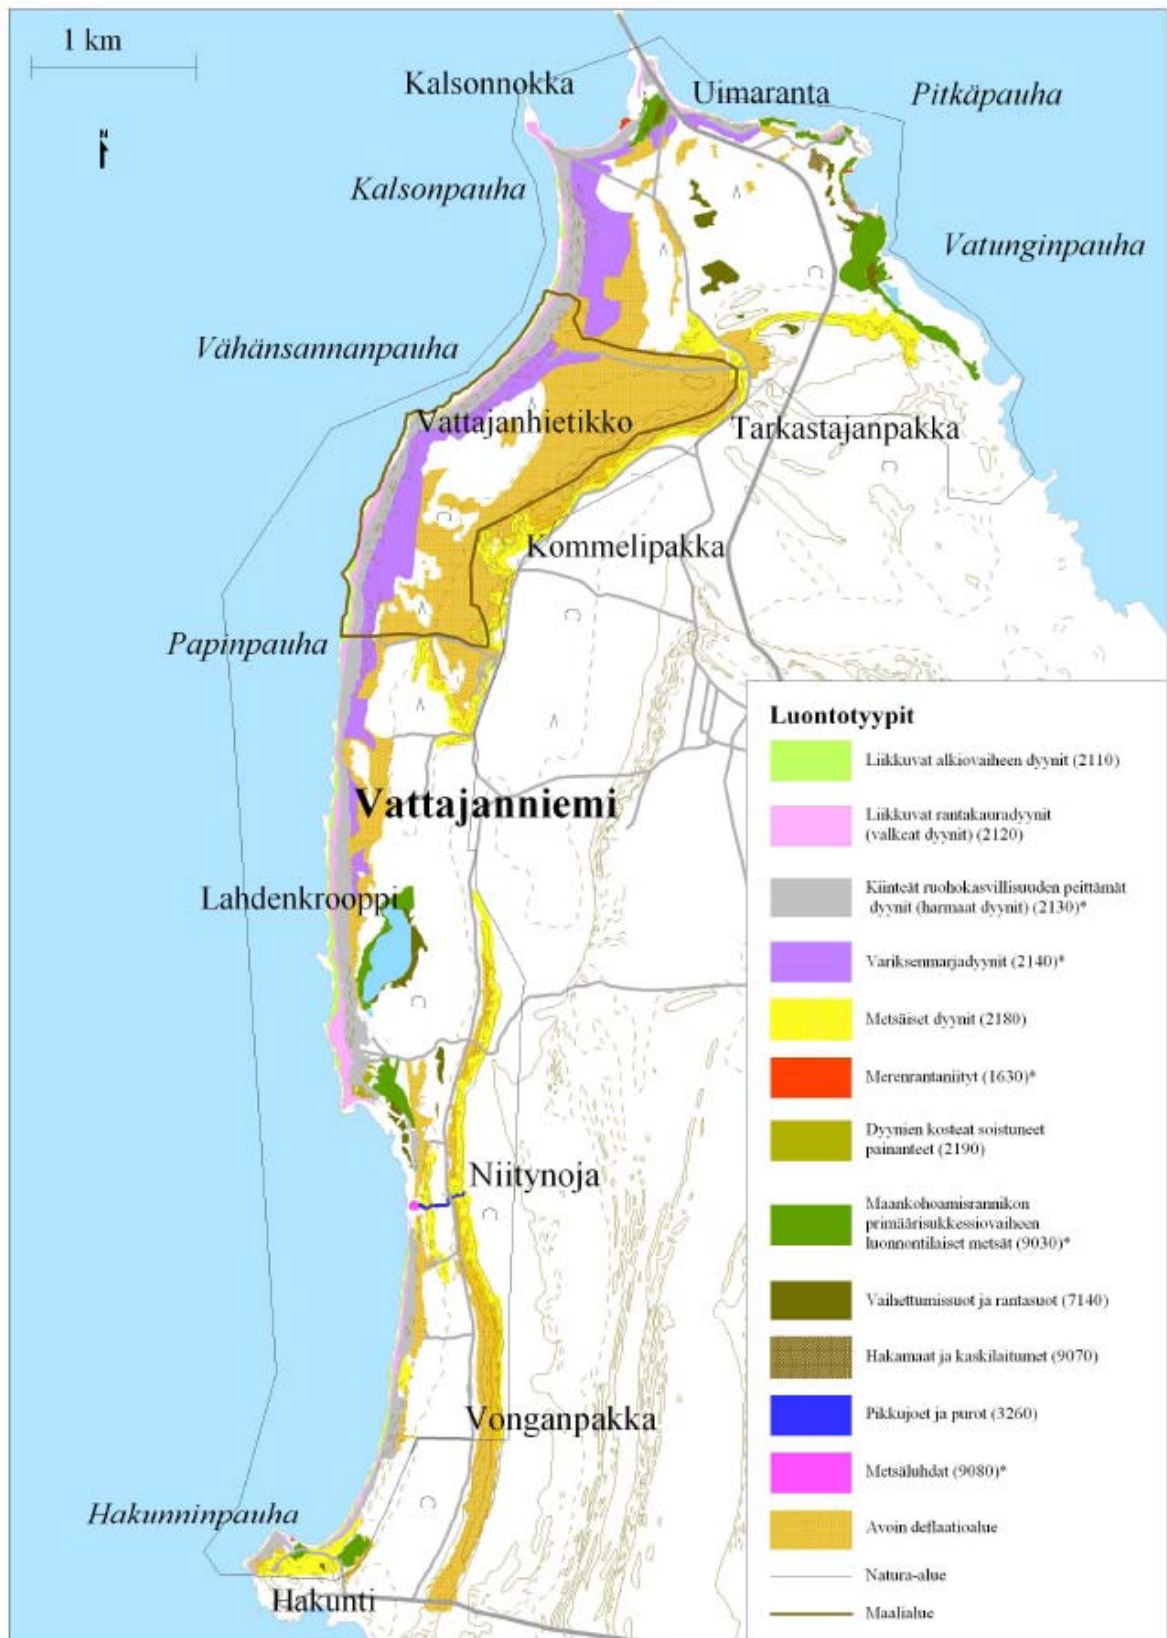 1 km
N
Kalsonnokka
Uimaranta
Pitkäpauha
Kalsonpauha
Vatunginpauha
Vähänsannanpauha
Vattajanhietikko
Tarkastajanpakka
Kommelipakka
Papinpauha
Vattajanniemi
Lahdenkrooppi
Niitynoja
Vonganpakka
Hakunninpauha
Hakunti
Luontotyypit
Liikkuvat alkiovaiheen dyynit (2110)
Liikkuvat rantakauradyynit
(valkeat dyynit) (2120)
Kiinteät ruohokasvillisuuden peittämät
dyynit (harmaat dyynit) (2130)*
Variksenmarjadyynit (2140)*
Metsäiset dyynit (2180)
Merenrantaniityt (1630)*
Dyynien kosteat soistuneet
painanteet (2190)
Maankohoamisrannikon
primäärisukkessiovaiheen
luonnontilaiset metsät (9030)*
Vaihettumissuot ja rantasuot (7140)
Hakamaat ja kaskilaitumet (9070)
Pikkujoet ja purot (3260)
Metsäluhdat (9080)*
Avoin deflaatioalue
Natura-alue
Maalialue